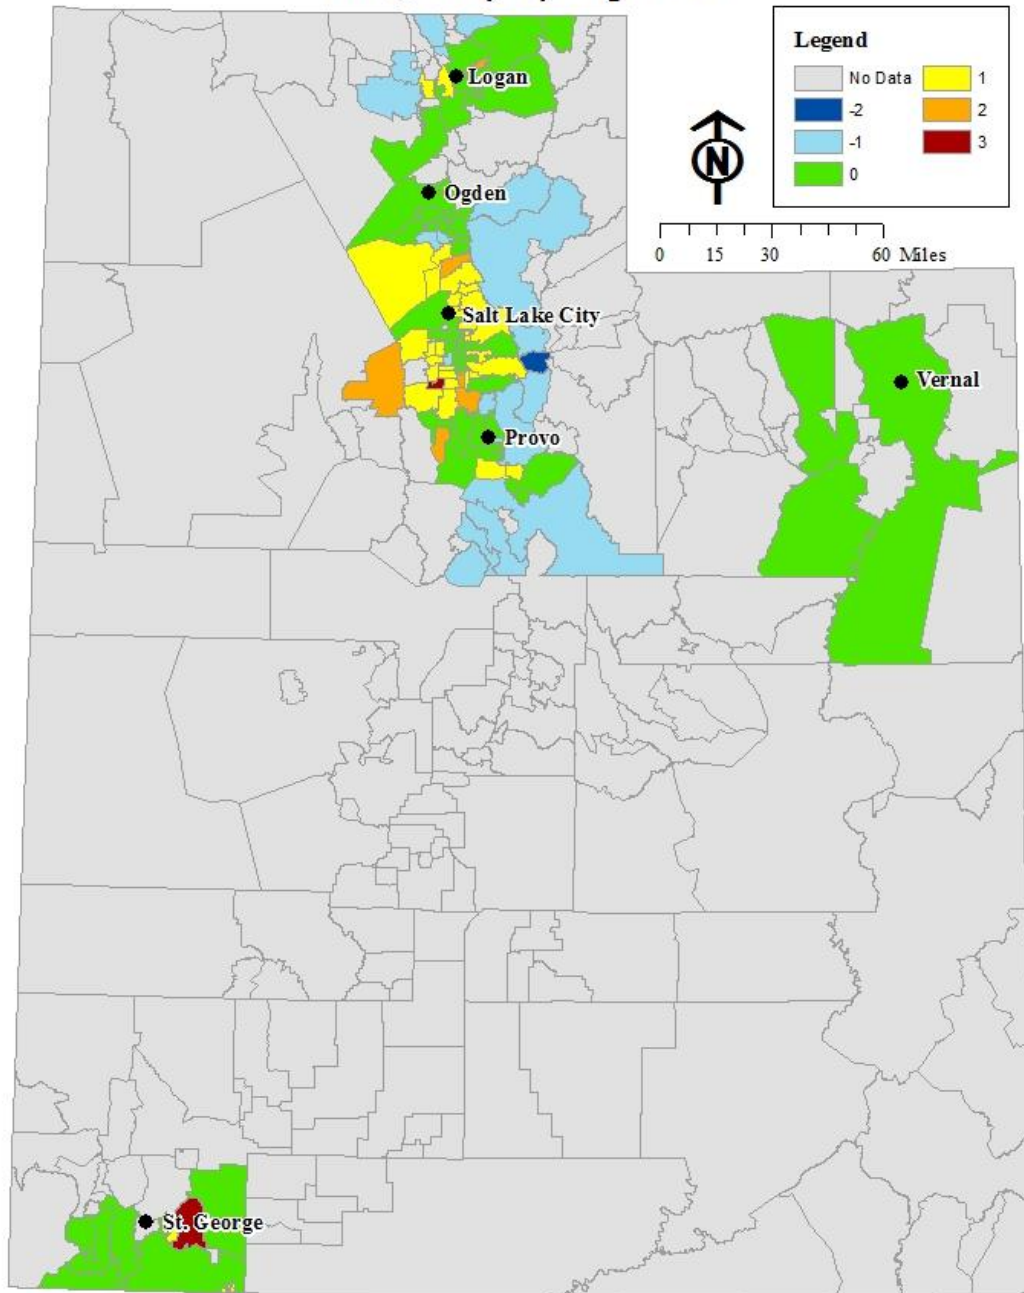 Legend
No Data
1
-2
2
-1
3
0
N
0 15 30 60 Miles
Logan
Ogden
Salt Lake City
Vernal
Provo
St. George